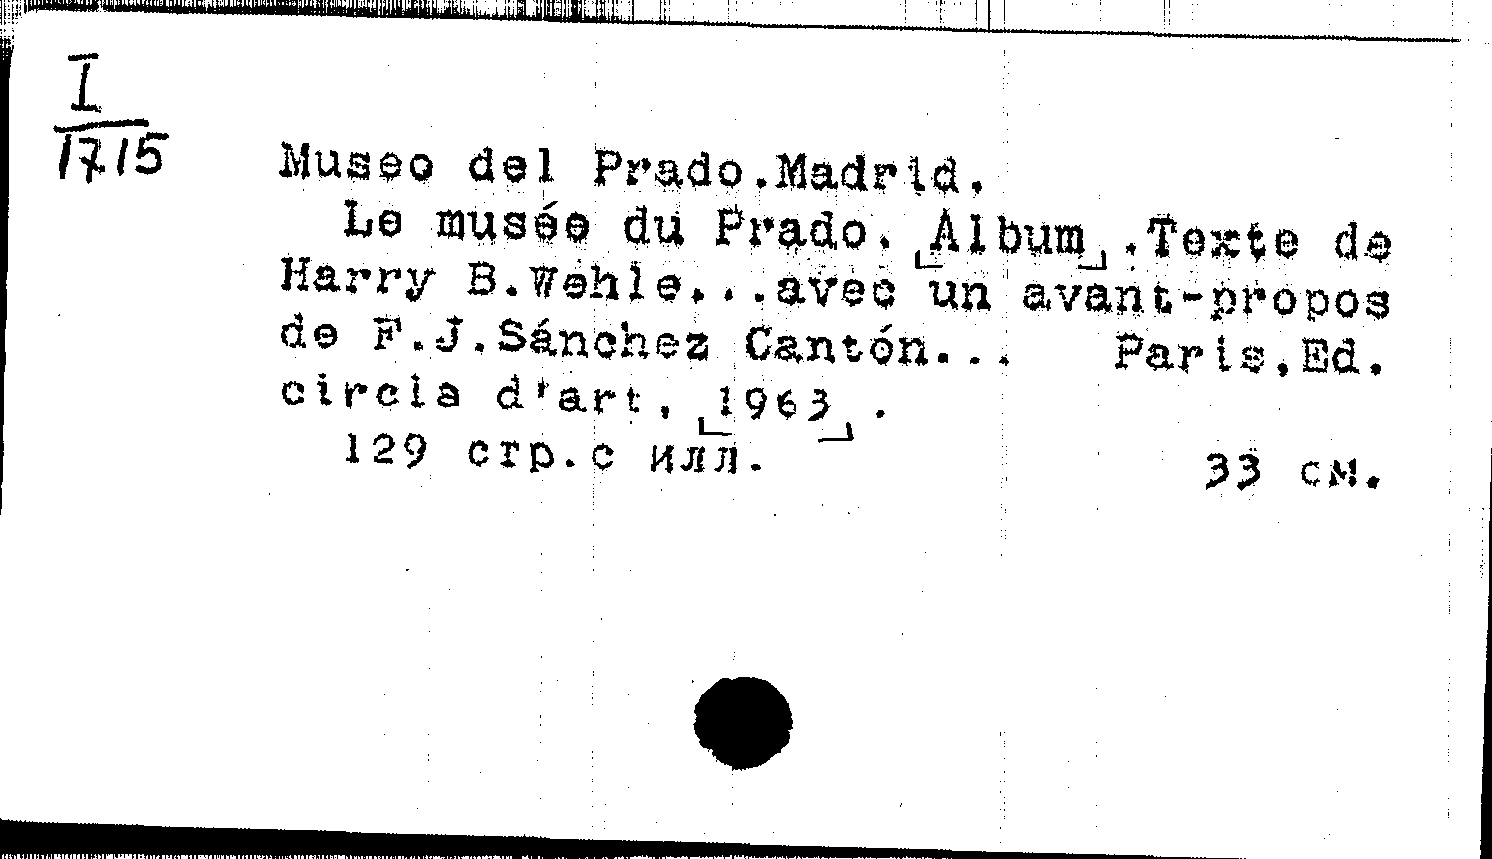 I
1715
Museo del Prado.Madrid.
Le musée du Prado. [Album] .Texte de
Harry B.Wehle...avec un avant-propos
de F.J.Sánchez Cantón... Paris,Ed.
circla d'art, [1963] .
129 стр.с илл. 33 см.